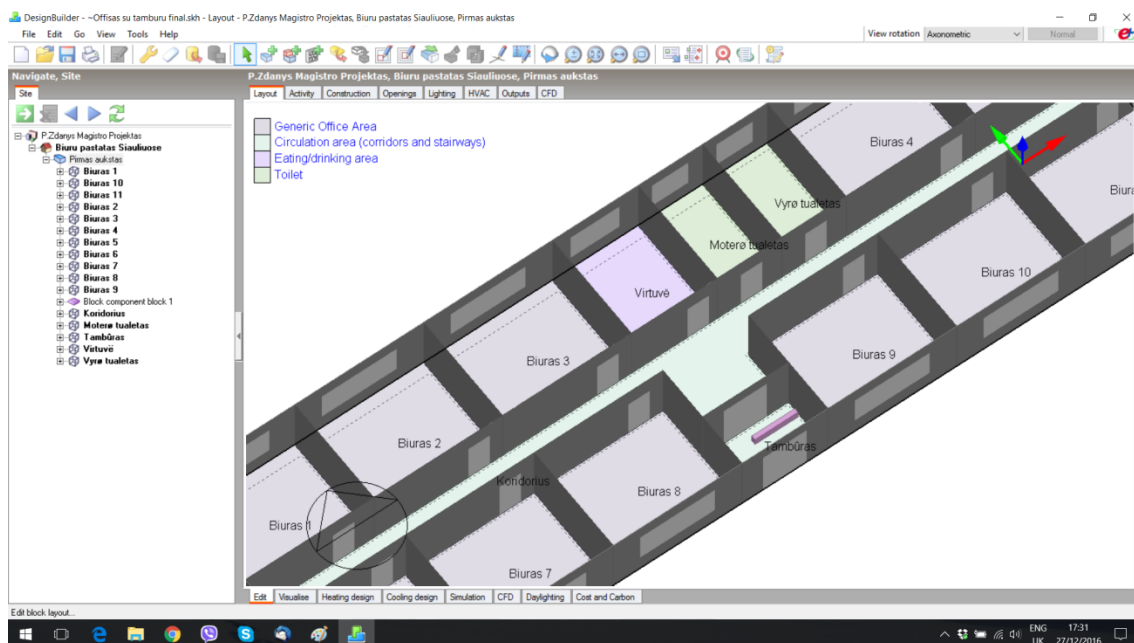 DesignBuilder - ~Offisas su tamburu final.skh - Layout - P.Zdanys Magistro Projektas, Biuru pastatas Siauliuose, Pirmas aukstas
File Edit Go View Tools Help
View rotation Axonometric Normal
Navigate, Site
P.Zdanys Magistro Projektas, Biuru pastatas Siauliuose, Pirmas aukstas
Site
Layout Activity Construction Openings Lighting HVAC Outputs CFD
P.Zdanys Magistro Projektas
Biuru pastatas Siauliuose
Pirmas aukstas
Biuras 1
Biuras 10
Biuras 11
Biuras 2
Biuras 3
Biuras 4
Biuras 5
Biuras 6
Biuras 7
Biuras 8
Biuras 9
Block component block 1
Koridorius
Moterø tualetas
Tambûras
Virtuvë
Vyrø tualetas
Generic Office Area
Circulation area (corridors and stairways)
Eating/drinking area
Toilet
Biuras 4
Biura
Vyrø tualetas
Moterø tualetas
Biuras 10
Virtuvë
Biuras 9
Biuras 3
Biuras 2
Tambûras
Koridorius
Biuras 8
Biuras 1
Biuras 7
Edit Visualise Heating design Cooling design Simulation CFD Daylighting Cost and Carbon
Edit block layout...
ENG 17:31
UK 27/12/2016